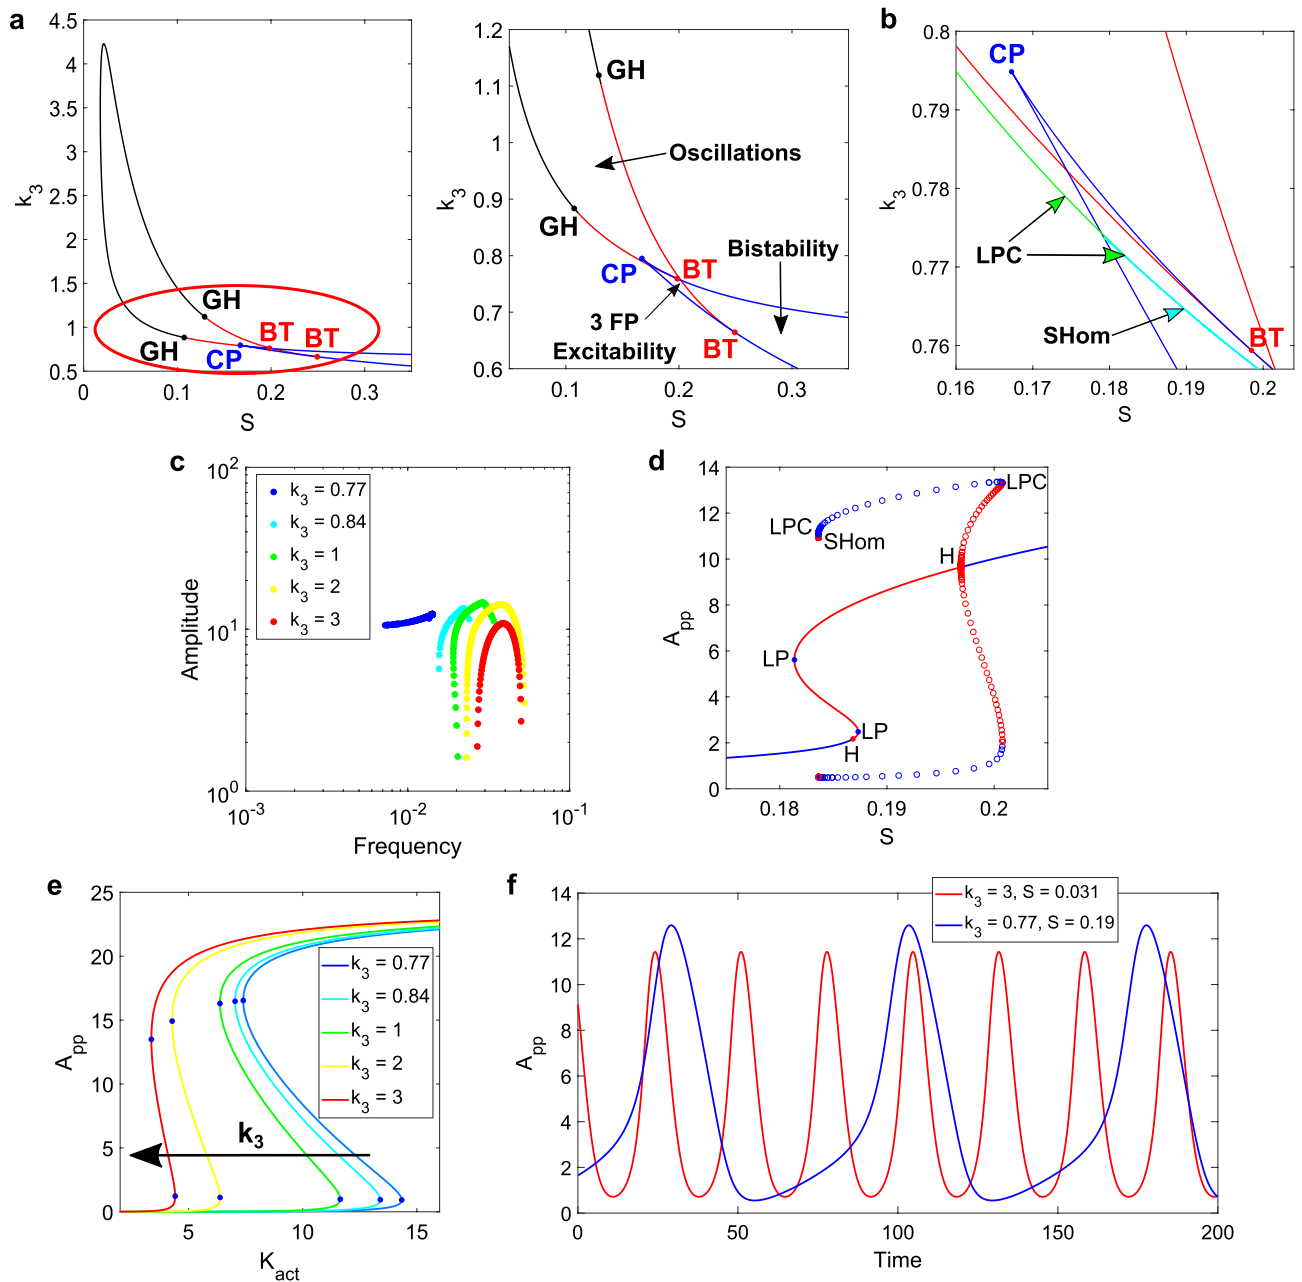 a
4.5
4
3.5
3
2.5
2
1.5
1
0.5
k3
0
0.1
0.2
0.3
S
GH
GH
BT
BT
CP
1.2
1.1
1
0.9
0.8
0.7
0.6
k3
0.1
0.2
0.3
S
GH
Oscillations
GH
Bistability
CP
BT
3 FP
Excitability
BT
b
0.8
0.79
0.78
0.77
0.76
k3
0.16
0.17
0.18
0.19
0.2
S
CP
LPC
SHom
BT
c
10^2
10^1
10^0
Amplitude
10^-3
10^-2
10^-1
Frequency
k3 = 0.77
k3 = 0.84
k3 = 1
k3 = 2
k3 = 3
d
14
12
10
8
6
4
2
0
App
0.18
0.19
0.2
S
LPC
LPC
SHom
H
LP
LP
H
e
25
20
15
10
5
0
App
5
10
15
Kact
k3 = 0.77
k3 = 0.84
k3 = 1
k3 = 2
k3 = 3
k3
f
14
12
10
8
6
4
2
0
App
0
50
100
150
200
Time
k3 = 3, S = 0.031
k3 = 0.77, S = 0.19